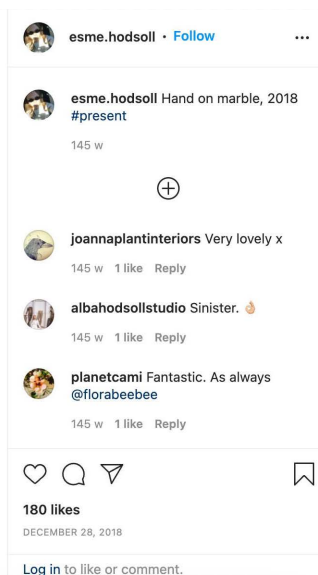 esme.hodsoll • Follow
esme.hodsoll Hand on marble, 2018
#present
145 w
joannaplantinteriors Very lovely x
145 w 1 like Reply
albahodsollstudio Sinister. 👌🏼
145 w 1 like Reply
planetcami Fantastic. As always
@florabeebee
145 w 1 like Reply
180 likes
DECEMBER 28, 2018
Log in to like or comment.